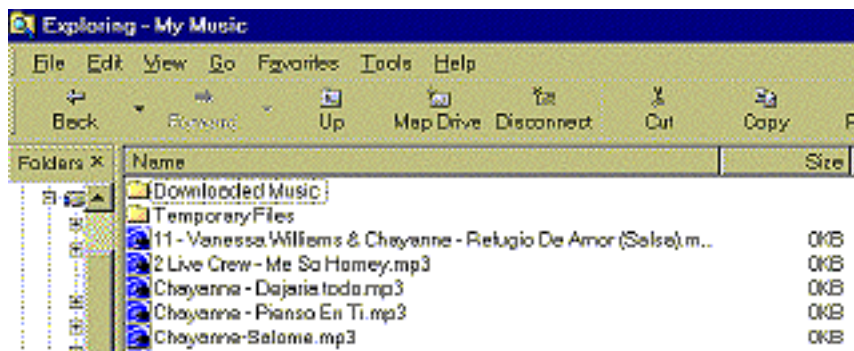 Exploring - My Music
File Edit View Go Favorites Tools Help
Back Forward Up Map Drive Disconnect Cut Copy
Folders × Name Size
Downloaded Music
Temporary Files
11 - Vanessa Williams & Chayanne - Refugio De Amor (Salsa).m... 0KB
2 Live Crew - Me So Horney.mp3 0KB
Chayanne - Dejaria todo.mp3 0KB
Chayanne - Pienso En Ti.mp3 0KB
Chayanne-Salome.mp3 0KB